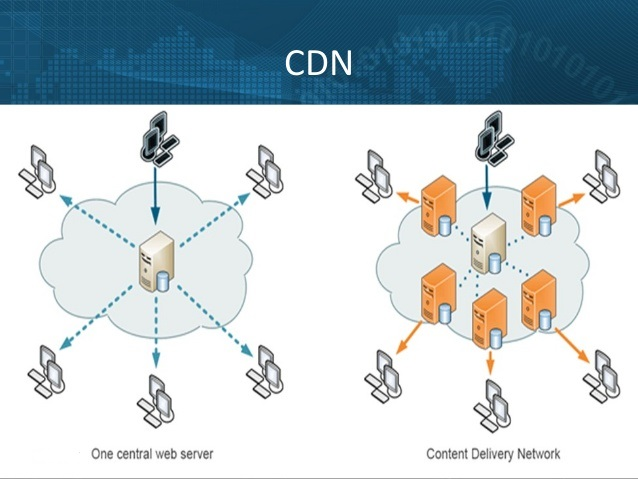 CDN
One central web server
Content Delivery Network